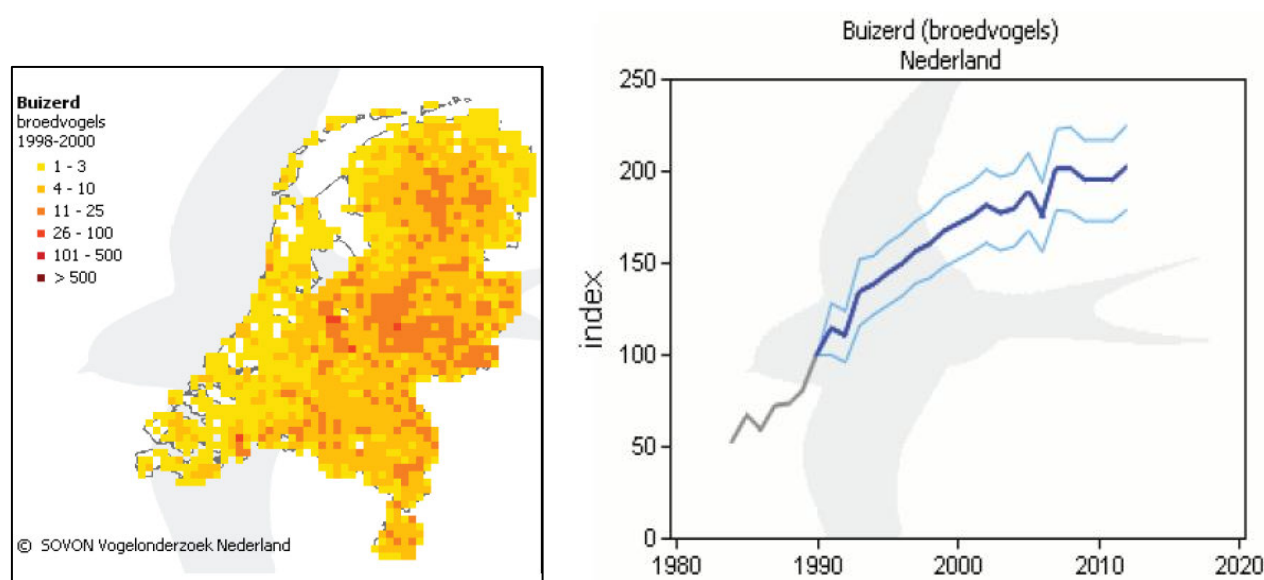 Buizerd
broedvogels
1998-2000
1 - 3
4 - 10
11 - 25
26 - 100
101 - 500
> 500
© SOVON Vogelonderzoek Nederland
Buizerd (broedvogels)
Nederland
250
200
150
100
50
0
index
1980
1990
2000
2010
2020